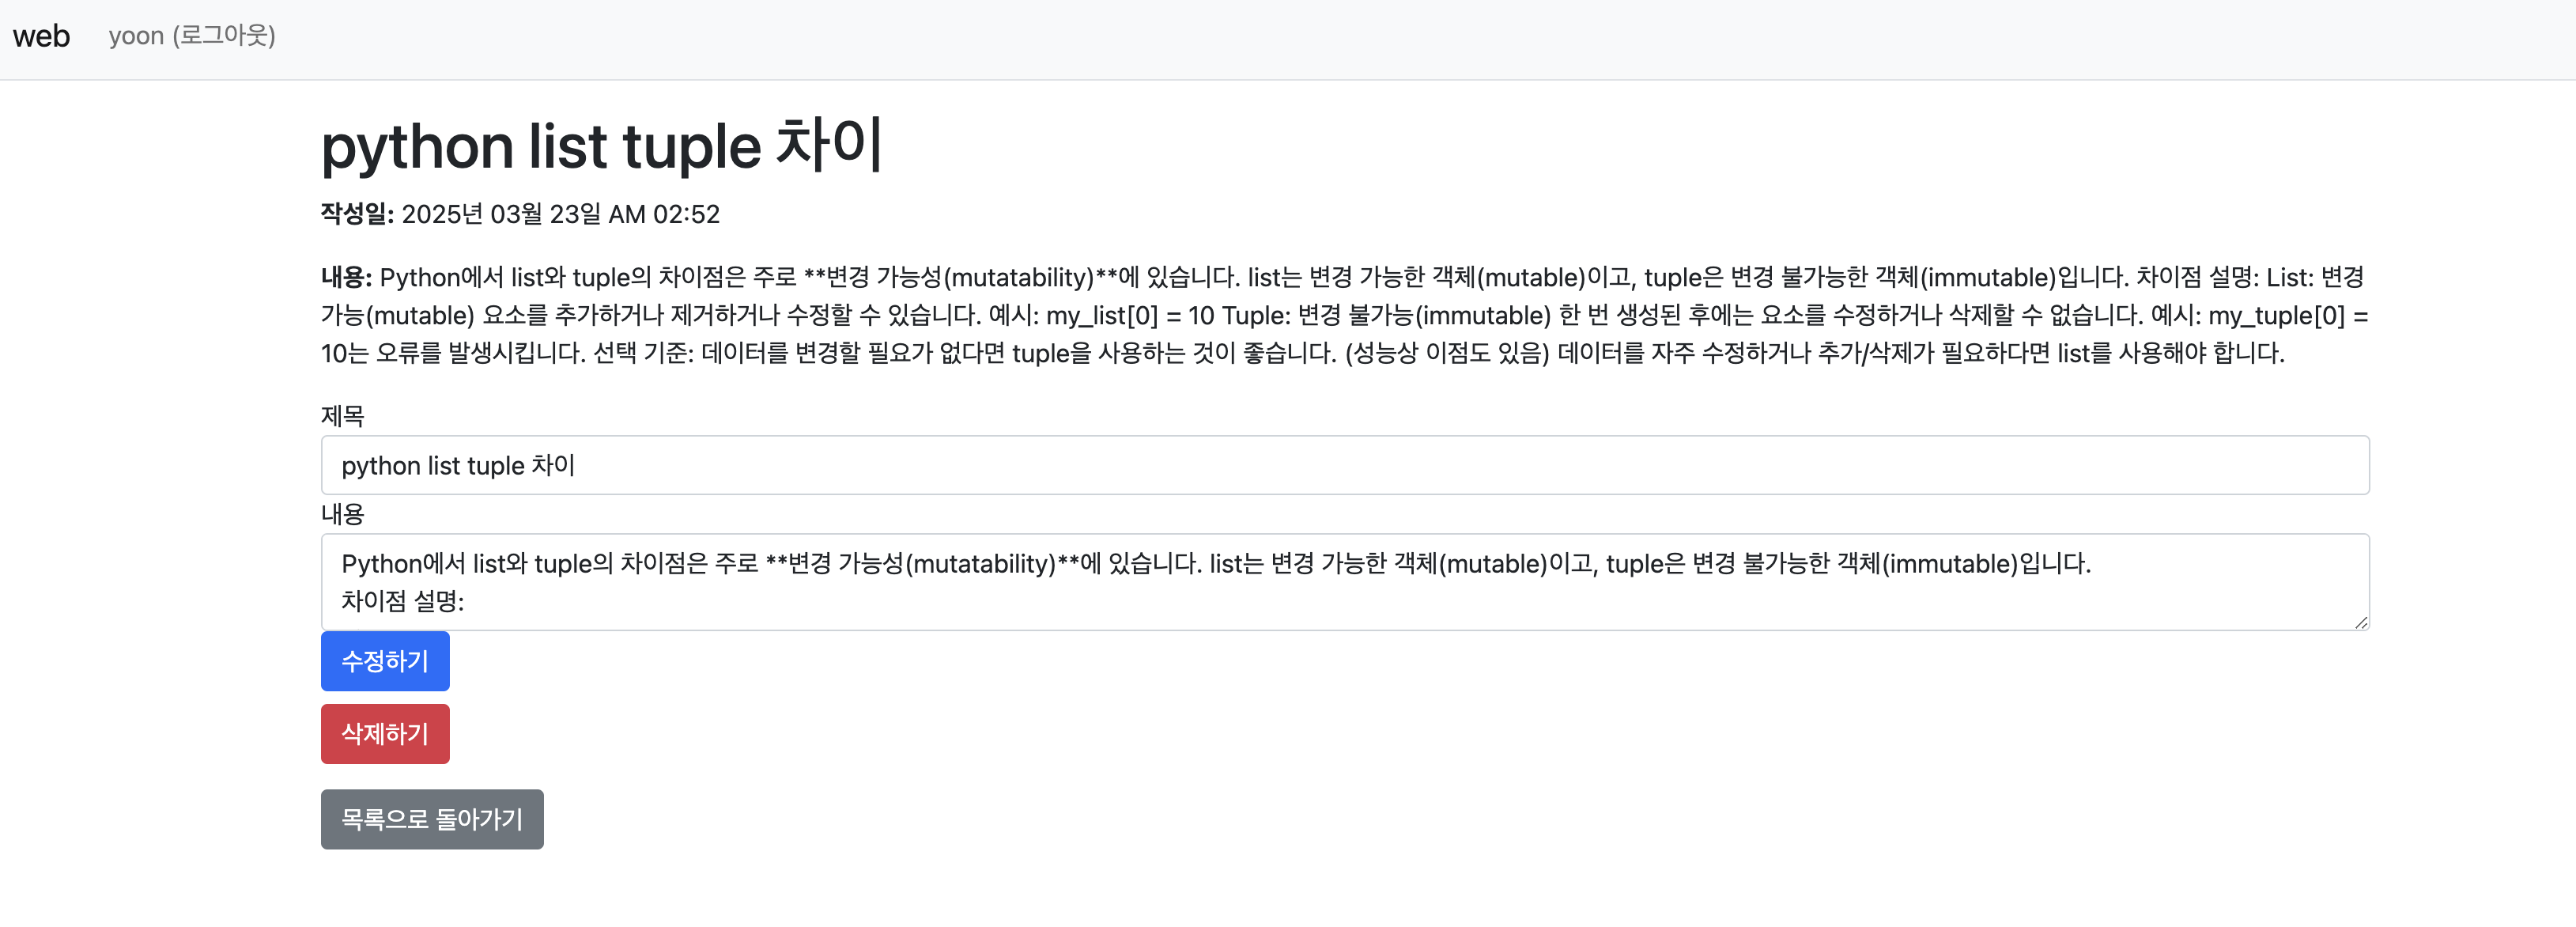 web yoon (로그아웃)
python list tuple 차이
작성일: 2025년 03월 23일 AM 02:52
내용: Python에서 list와 tuple의 차이점은 주로 **변경 가능성(mutatability)**에 있습니다. list는 변경 가능한 객체(mutable)이고, tuple은 변경 불가능한 객체(immutable)입니다. 차이점 설명: List: 변경
가능(mutable) 요소를 추가하거나 제거하거나 수정할 수 있습니다. 예시: my_list[0] = 10 Tuple: 변경 불가능(immutable) 한 번 생성된 후에는 요소를 수정하거나 삭제할 수 없습니다. 예시: my_tuple[0] =
10는 오류를 발생시킵니다. 선택 기준: 데이터를 변경할 필요가 없다면 tuple을 사용하는 것이 좋습니다. (성능상 이점도 있음) 데이터를 자주 수정하거나 추가/삭제가 필요하다면 list를 사용해야 합니다.
제목
python list tuple 차이
내용
Python에서 list와 tuple의 차이점은 주로 **변경 가능성(mutatability)**에 있습니다. list는 변경 가능한 객체(mutable)이고, tuple은 변경 불가능한 객체(immutable)입니다.
차이점 설명:
수정하기
삭제하기
목록으로 돌아가기